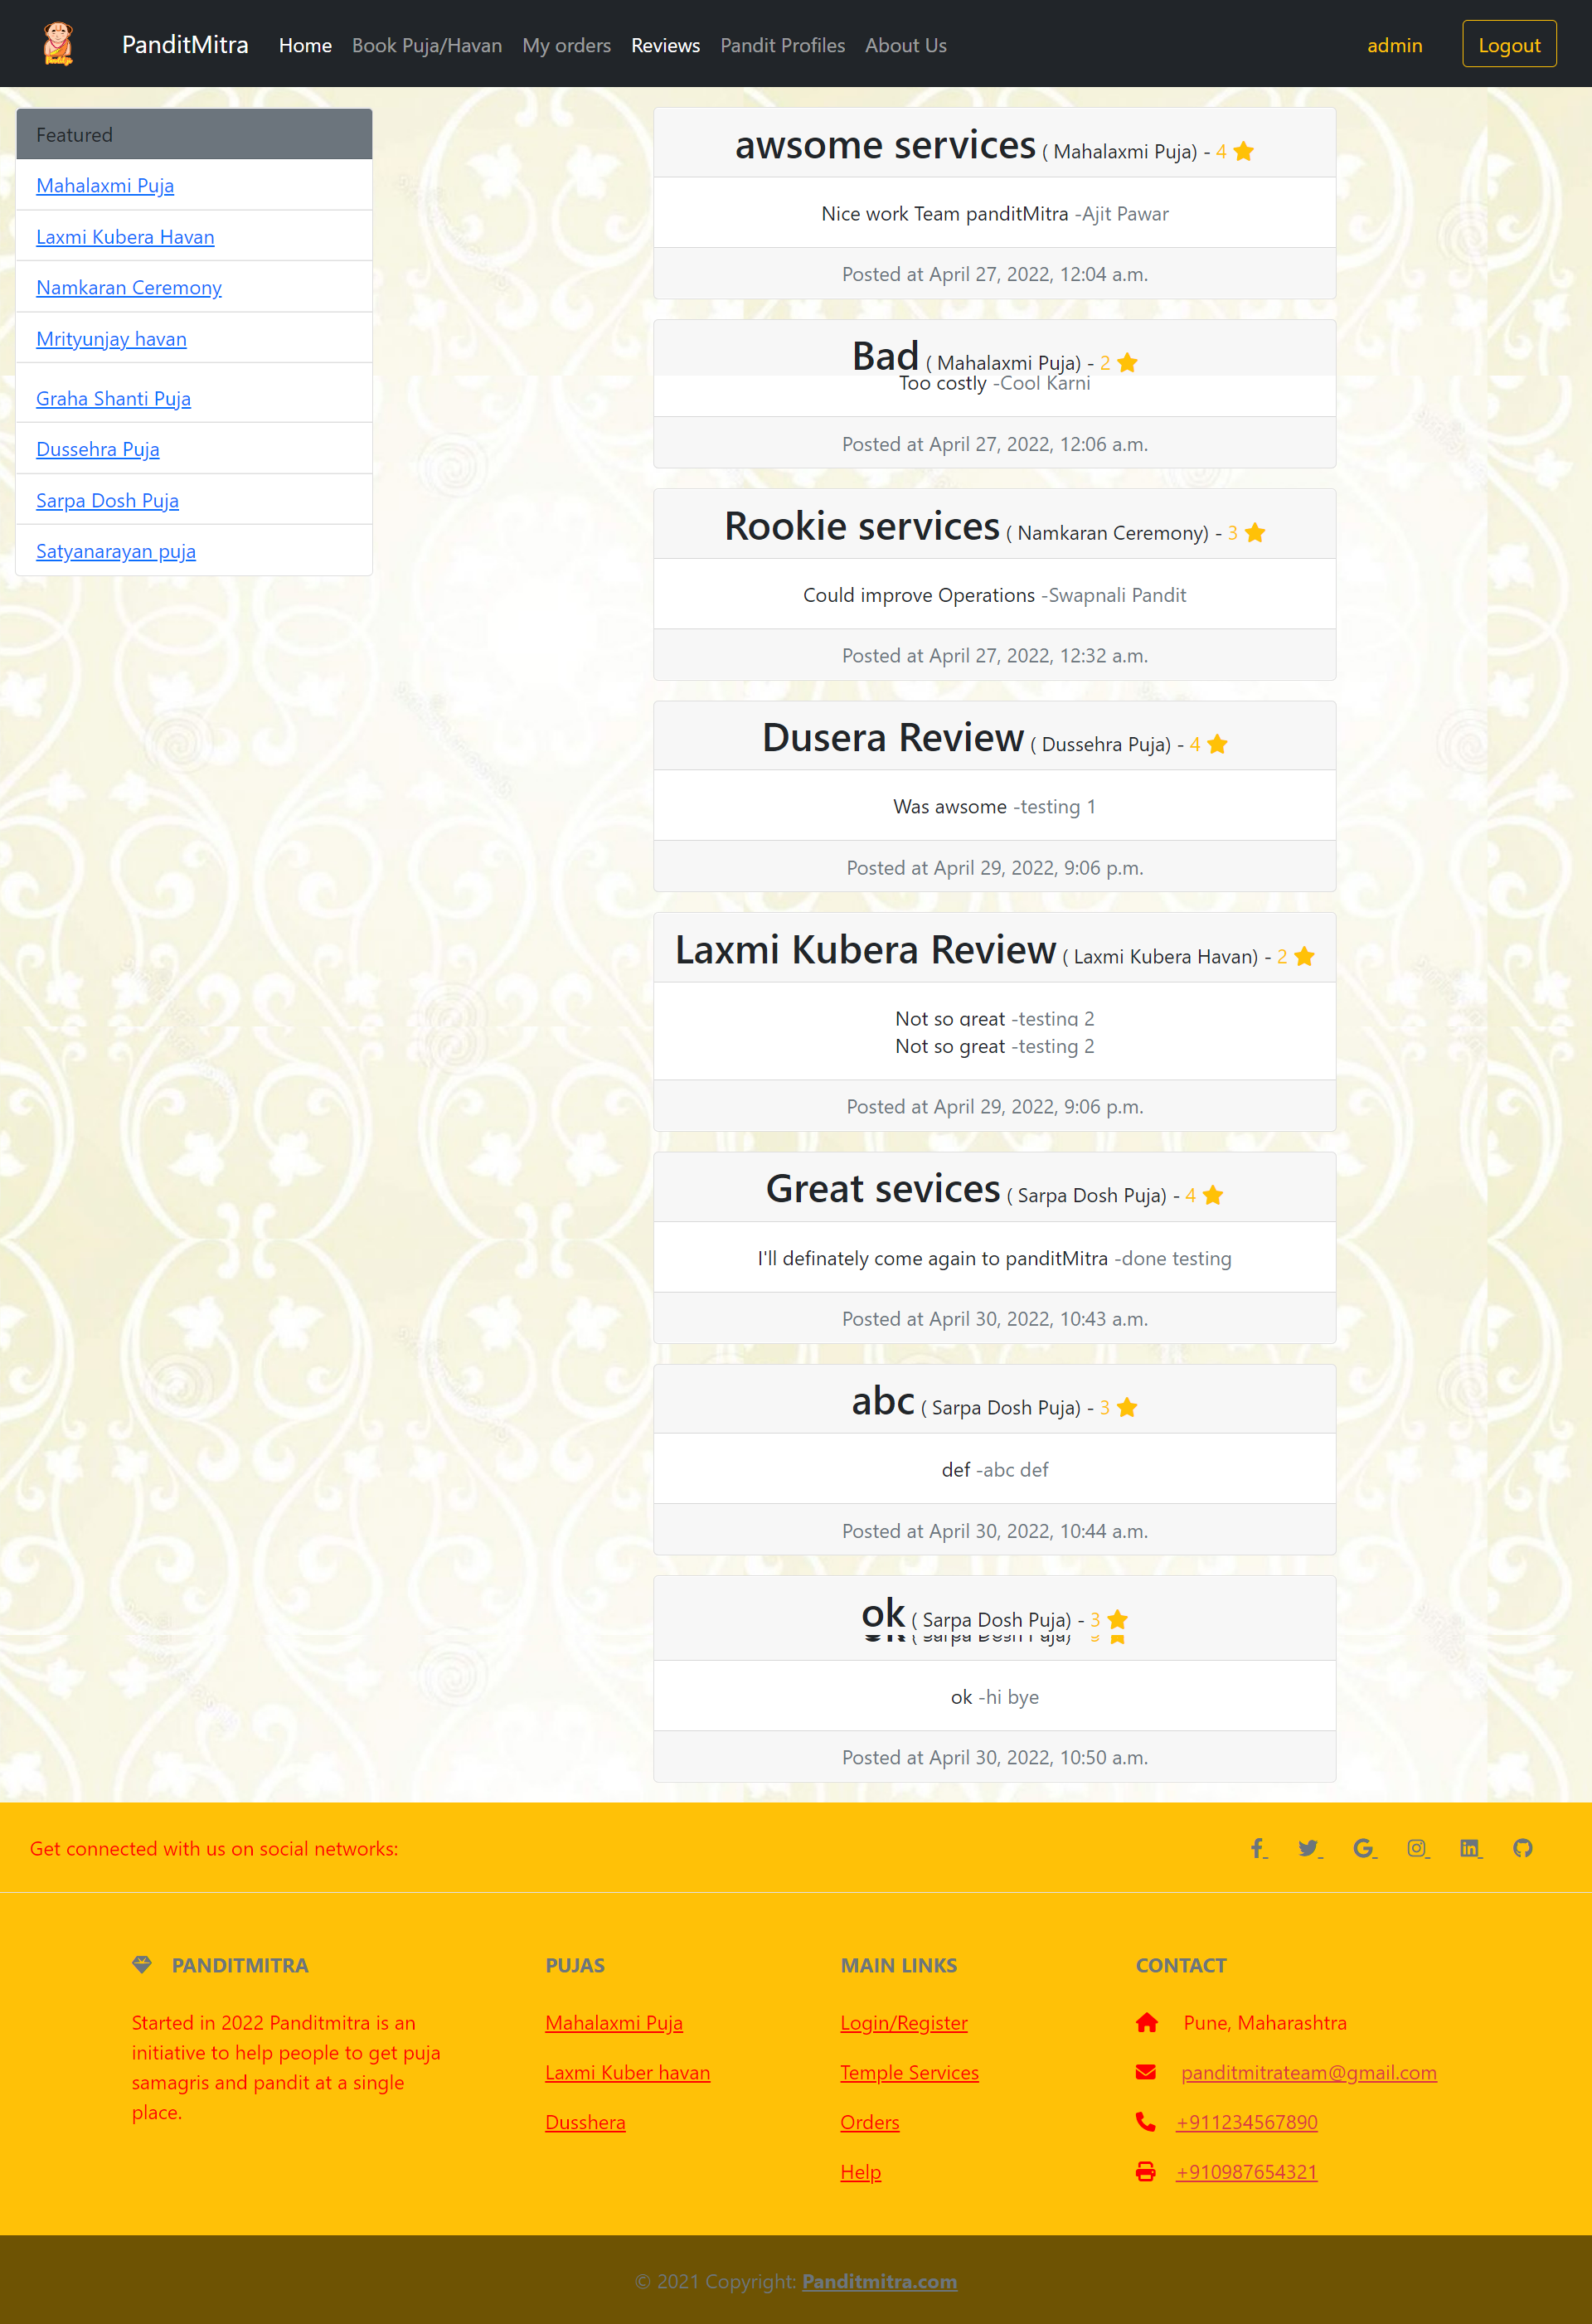 PanditMitra Home Book Puja/Havan My orders Reviews Pandit Profiles About Us admin Logout
Featured
Mahalaxmi Puja
Laxmi Kubera Havan
Namkaran Ceremony
Mrityunjay havan
Graha Shanti Puja
Dussehra Puja
Sarpa Dosh Puja
Satyanarayan puja
awsome services ( Mahalaxmi Puja) - 4
Nice work Team panditMitra -Ajit Pawar
Posted at April 27, 2022, 12:04 a.m.
Bad ( Mahalaxmi Puja) - 2
Too costly -Cool Karni
Posted at April 27, 2022, 12:06 a.m.
Rookie services ( Namkaran Ceremony) - 3
Could improve Operations -Swapnali Pandit
Posted at April 27, 2022, 12:32 a.m.
Dusera Review ( Dussehra Puja) - 4
Was awsome -testing 1
Posted at April 29, 2022, 9:06 p.m.
Laxmi Kubera Review ( Laxmi Kubera Havan) - 2
Not so great -testing 2
Not so great -testing 2
Posted at April 29, 2022, 9:06 p.m.
Great sevices ( Sarpa Dosh Puja) - 4
I'll definately come again to panditMitra -done testing
Posted at April 30, 2022, 10:43 a.m.
abc ( Sarpa Dosh Puja) - 3
def -abc def
Posted at April 30, 2022, 10:44 a.m.
ok ( Sarpa Dosh Puja) - 3
ok -hi bye
Posted at April 30, 2022, 10:50 a.m.
Get connected with us on social networks:
PANDITMITRA
Started in 2022 Panditmitra is an
initiative to help people to get puja
samagris and pandit at a single
place.
PUJAS
Mahalaxmi Puja
Laxmi Kuber havan
Dusshera
MAIN LINKS
Login/Register
Temple Services
Orders
Help
CONTACT
Pune, Maharashtra
panditmitrateam@gmail.com
+911234567890
+910987654321
© 2021 Copyright: Panditmitra.com